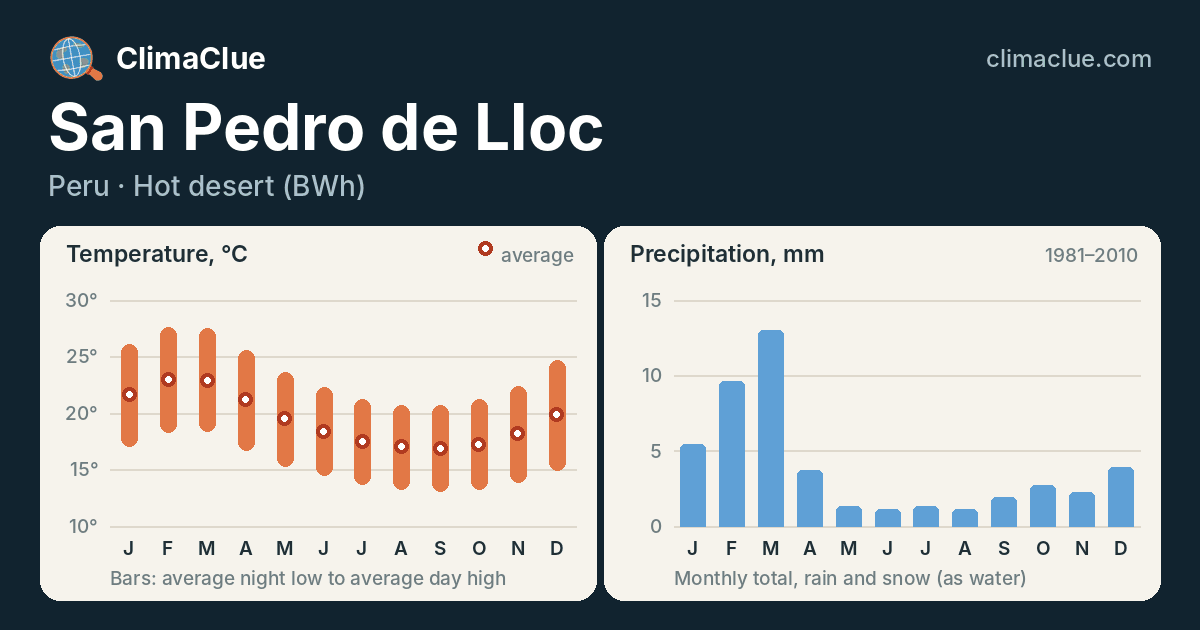 ClimaClue
climaclue.com
San Pedro de Lloc
Peru · Hot desert (BWh)
Temperature, °C
average
30°
25°
20°
15°
10°
J F M A M J J A S O N D
Bars: average night low to average day high
Precipitation, mm
1981–2010
15
10
5
0
J F M A M J J A S O N D
Monthly total, rain and snow (as water)